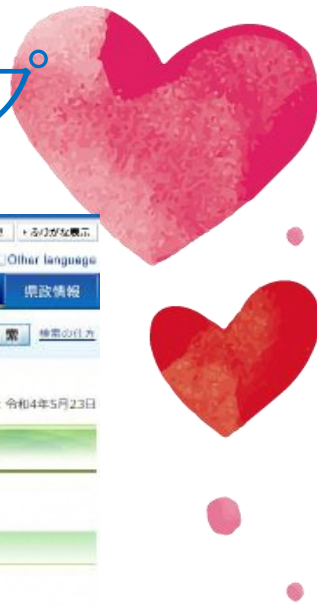 プ
ふりがな表示
Other language
県政情報
索 検索の仕方
令和4年5月23日